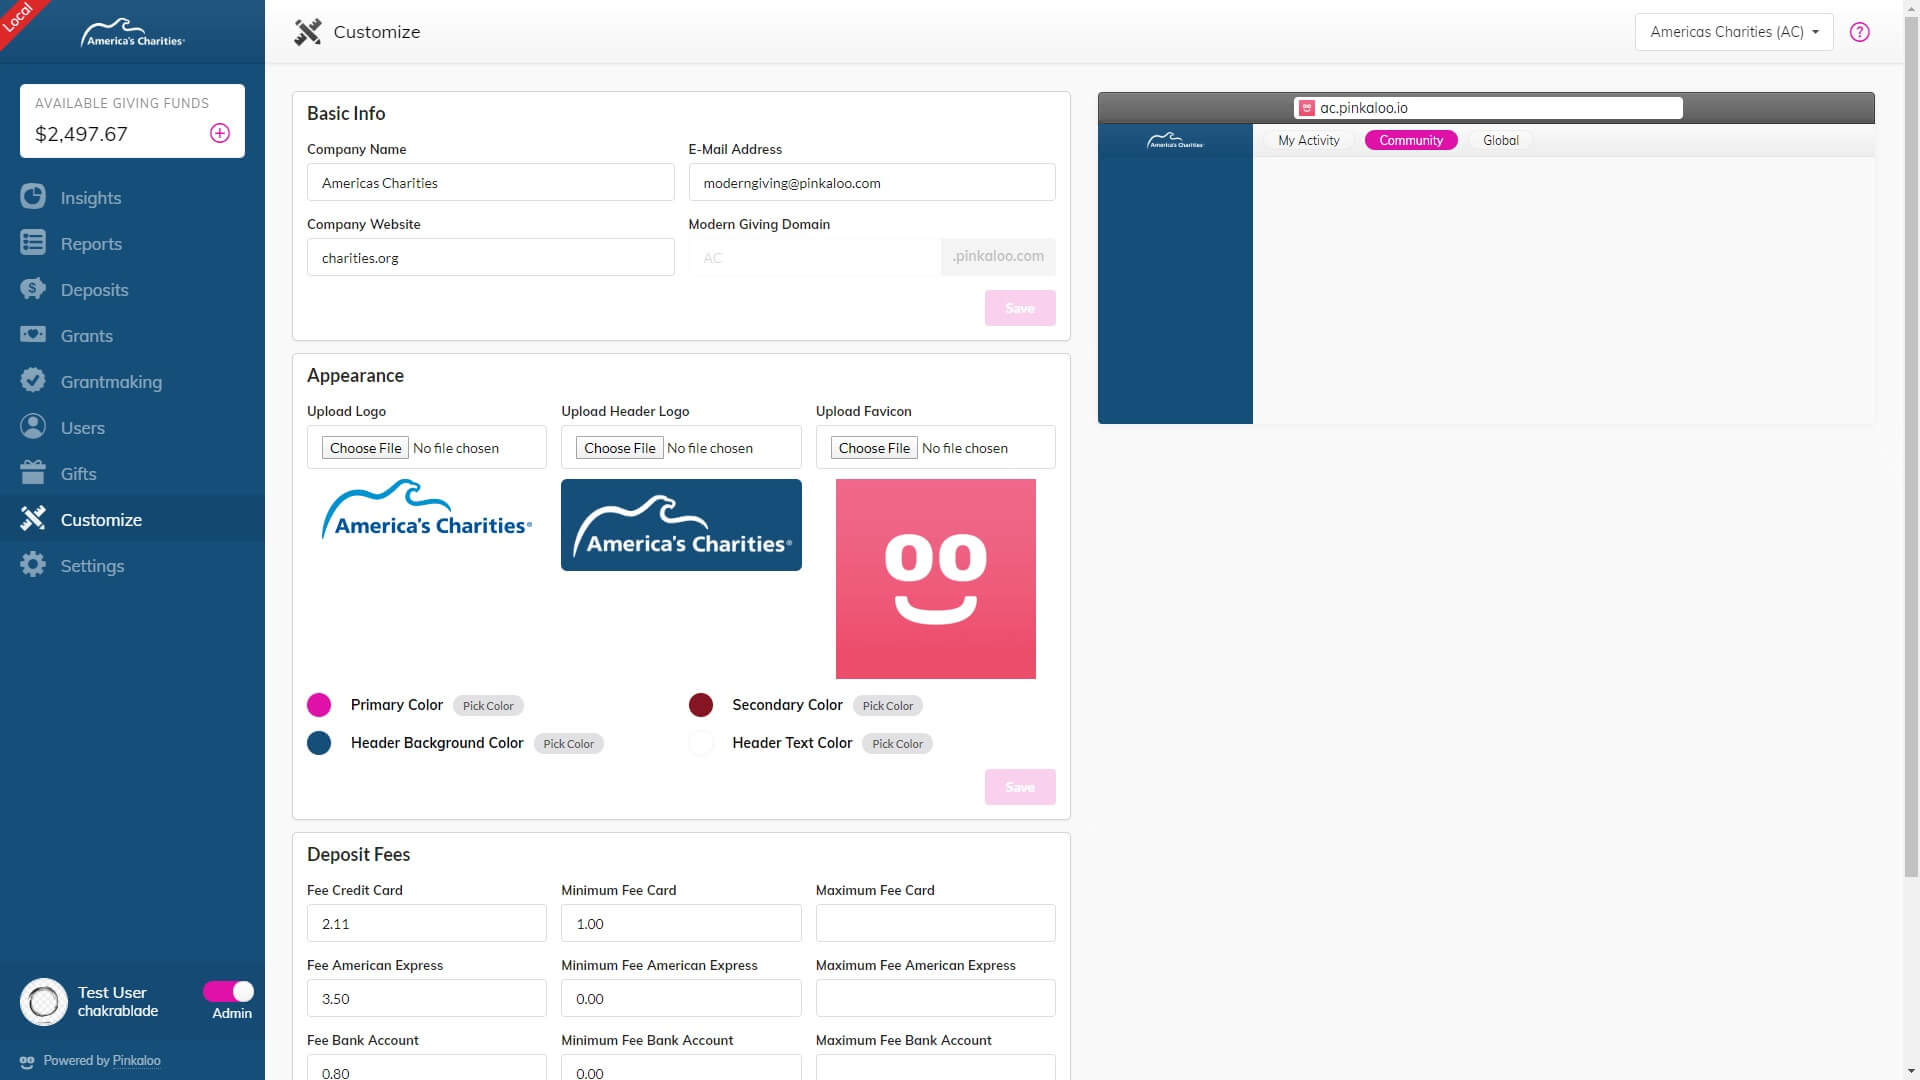 Local
America's Charities
AVAILABLE GIVING FUNDS
$2,497.67
Insights
Reports
Deposits
Grants
Grantmaking
Users
Gifts
Customize
Settings
Test User
chakrablade
Admin
Powered by Pinkaloo
Customize
Americas Charities (AC)
?
Basic Info
Company Name
E-Mail Address
Americas Charities
moderngiving@pinkaloo.com
Company Website
Modern Giving Domain
charities.org
AC
.pinkaloo.com
Save
Appearance
Upload Logo
Upload Header Logo
Upload Favicon
Choose File No file chosen
Choose File No file chosen
Choose File No file chosen
America's Charities
America's Charities
Primary Color Pick Color
Secondary Color Pick Color
Header Background Color Pick Color
Header Text Color Pick Color
Save
Deposit Fees
Fee Credit Card
Minimum Fee Card
Maximum Fee Card
2.11
1.00
Fee American Express
Minimum Fee American Express
Maximum Fee American Express
3.50
0.00
Fee Bank Account
Minimum Fee Bank Account
Maximum Fee Bank Account
0.80
0.00
ac.pinkaloo.io
America's Charities
My Activity
Community
Global